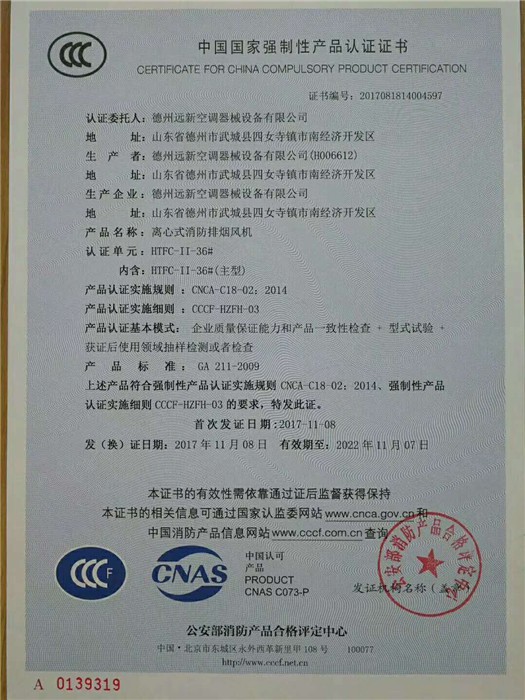 CCC
中国国家强制性产品认证证书
CERTIFICATE FOR CHINA COMPULSORY PRODUCT CERTIFICATION
证书编号：2017081814004597
认证委托人：德州远新空调器械设备有限公司
地 址：山东省德州市武城县四女寺镇市南经济开发区
生 产 者：德州远新空调器械设备有限公司(H006612)
地 址：山东省德州市武城县四女寺镇市南经济开发区
生产企业：德州远新空调器械设备有限公司
地 址：山东省德州市武城县四女寺镇市南经济开发区
产品名称：离心式消防排烟风机
认证单元：HTFC-II-36#
内含：HTFC-II-36#(主型)
产品认证实施规则：CNCA-C18-02：2014
产品认证实施细则：CCCF-HZFH-03
产品认证基本模式：企业质量保证能力和产品一致性检查 + 型式试验 +
获证后使用领域抽样检测或者检查
产 品 标 准：GA 211-2009
上述产品符合强制性产品认证实施规则 CNCA-C18-02：2014、强制性产品
认证实施细则 CCCF-HZFH-03 的要求，特发此证。
首次发证日期：2017-11-08
发（换）证日期：2017 年 11 月 08 日 有效期至：2022 年 11 月 07 日
本证书的有效性需依靠通过证后监督获得保持
本证书的相关信息可通过国家认监委网站 www.cnca.gov.cn 和
中国消防产品信息网站 www.cccf.com.cn 查询
CCC F
CNAS
中国认可
产品
PRODUCT
CNAS C073-P
公安部消防产品合格评定中心
发证机构名称（盖章）
公安部消防产品合格评定中心
中国·北京市东城区永外西革新里甲 108 号 100077
http://www.cccf.net.cn
A 0139319